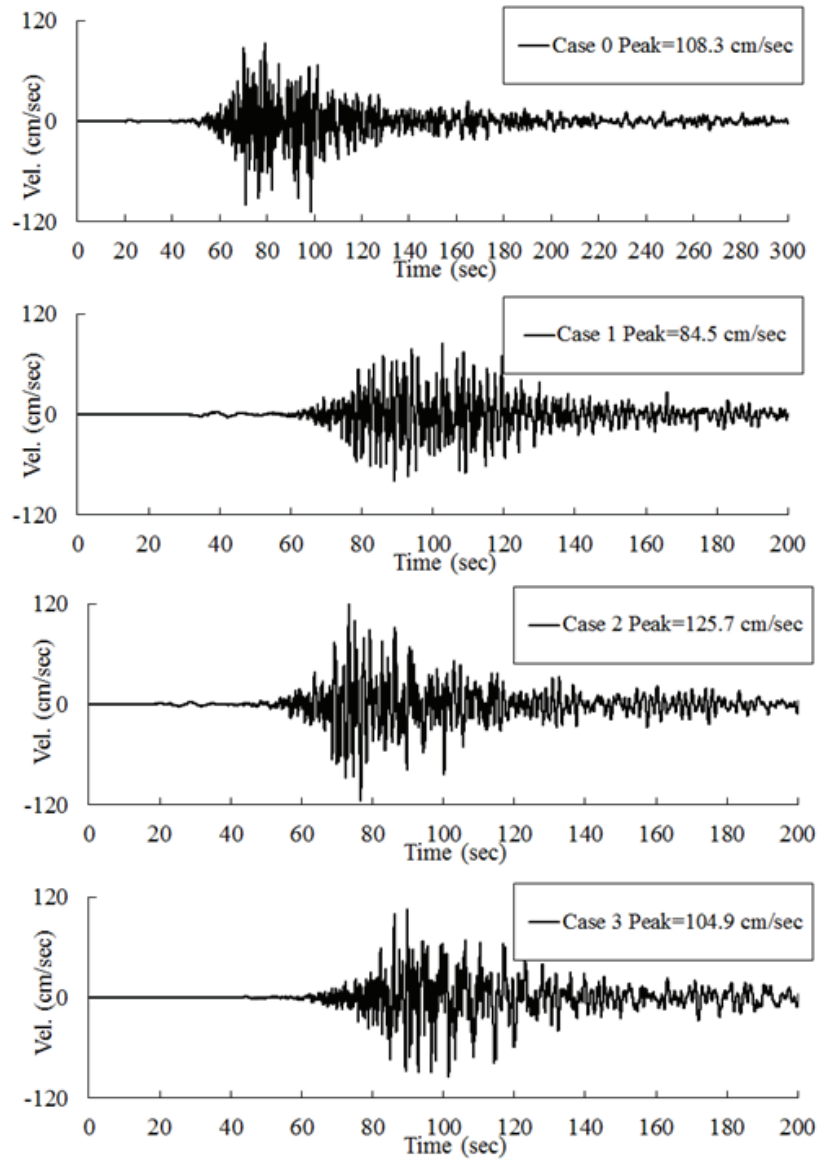 120
Case 0 Peak=108.3 cm/sec
Vel. (cm/sec)
0
-120
0 20 40 60 80 100 120 140 160 180 200 220 240 260 280 300
Time (sec)
120
Case 1 Peak=84.5 cm/sec
Vel. (cm/sec)
0
-120
0 20 40 60 80 100 120 140 160 180 200
Time (sec)
120
Case 2 Peak=125.7 cm/sec
Vel. (cm/sec)
0
-120
0 20 40 60 80 100 120 140 160 180 200
Time (sec)
120
Case 3 Peak=104.9 cm/sec
Vel. (cm/sec)
0
-120
0 20 40 60 80 100 120 140 160 180 200
Time (sec)